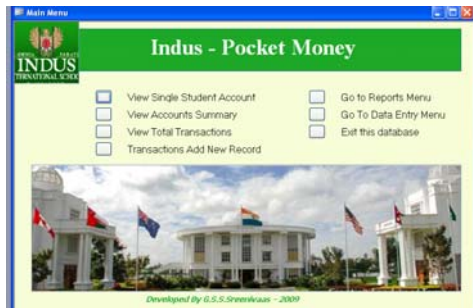 Main Menu
Indus - Pocket Money
INDUS
View Single Student Account
Go to Reports Menu
View Accounts Summary
Go To Data Entry Menu
View Total Transactions
Exit this database
Transactions Add New Record
Developed By G.S.S.Sreenivaas - 2009